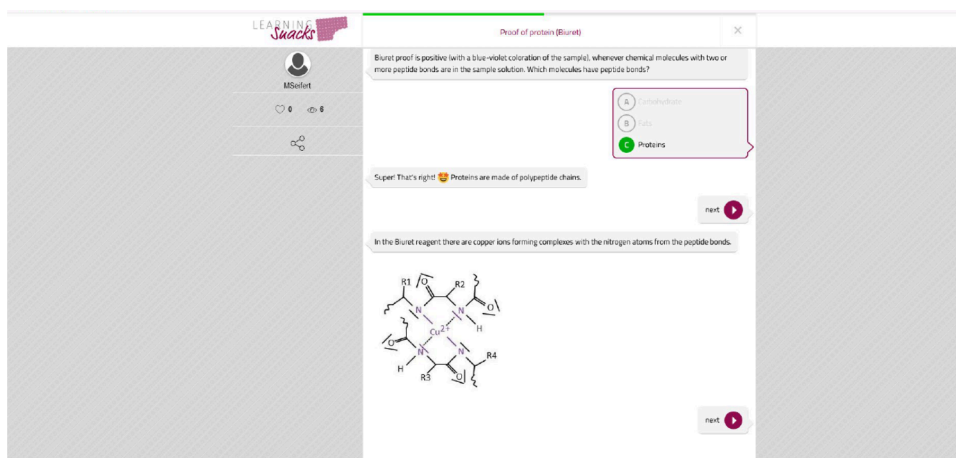 LEARNING
Snacks
Proof of protein (Biuret)
MSeifert
0 6
Biuret proof is positive (with a blue-violet coloration of the sample), whenever chemical molecules with two or
more peptide bonds are in the sample solution. Which molecules have peptide bonds?
A Carbohydrate
B Fats
C Proteins
Super! That's right! 🤩 Proteins are made of polypeptide chains.
next
In the Biuret reagent there are copper ions forming complexes with the nitrogen atoms from the peptide bonds.
R1 O R2
O
N N
H
Cu2+
O
N N
R4
H
R3 O
next